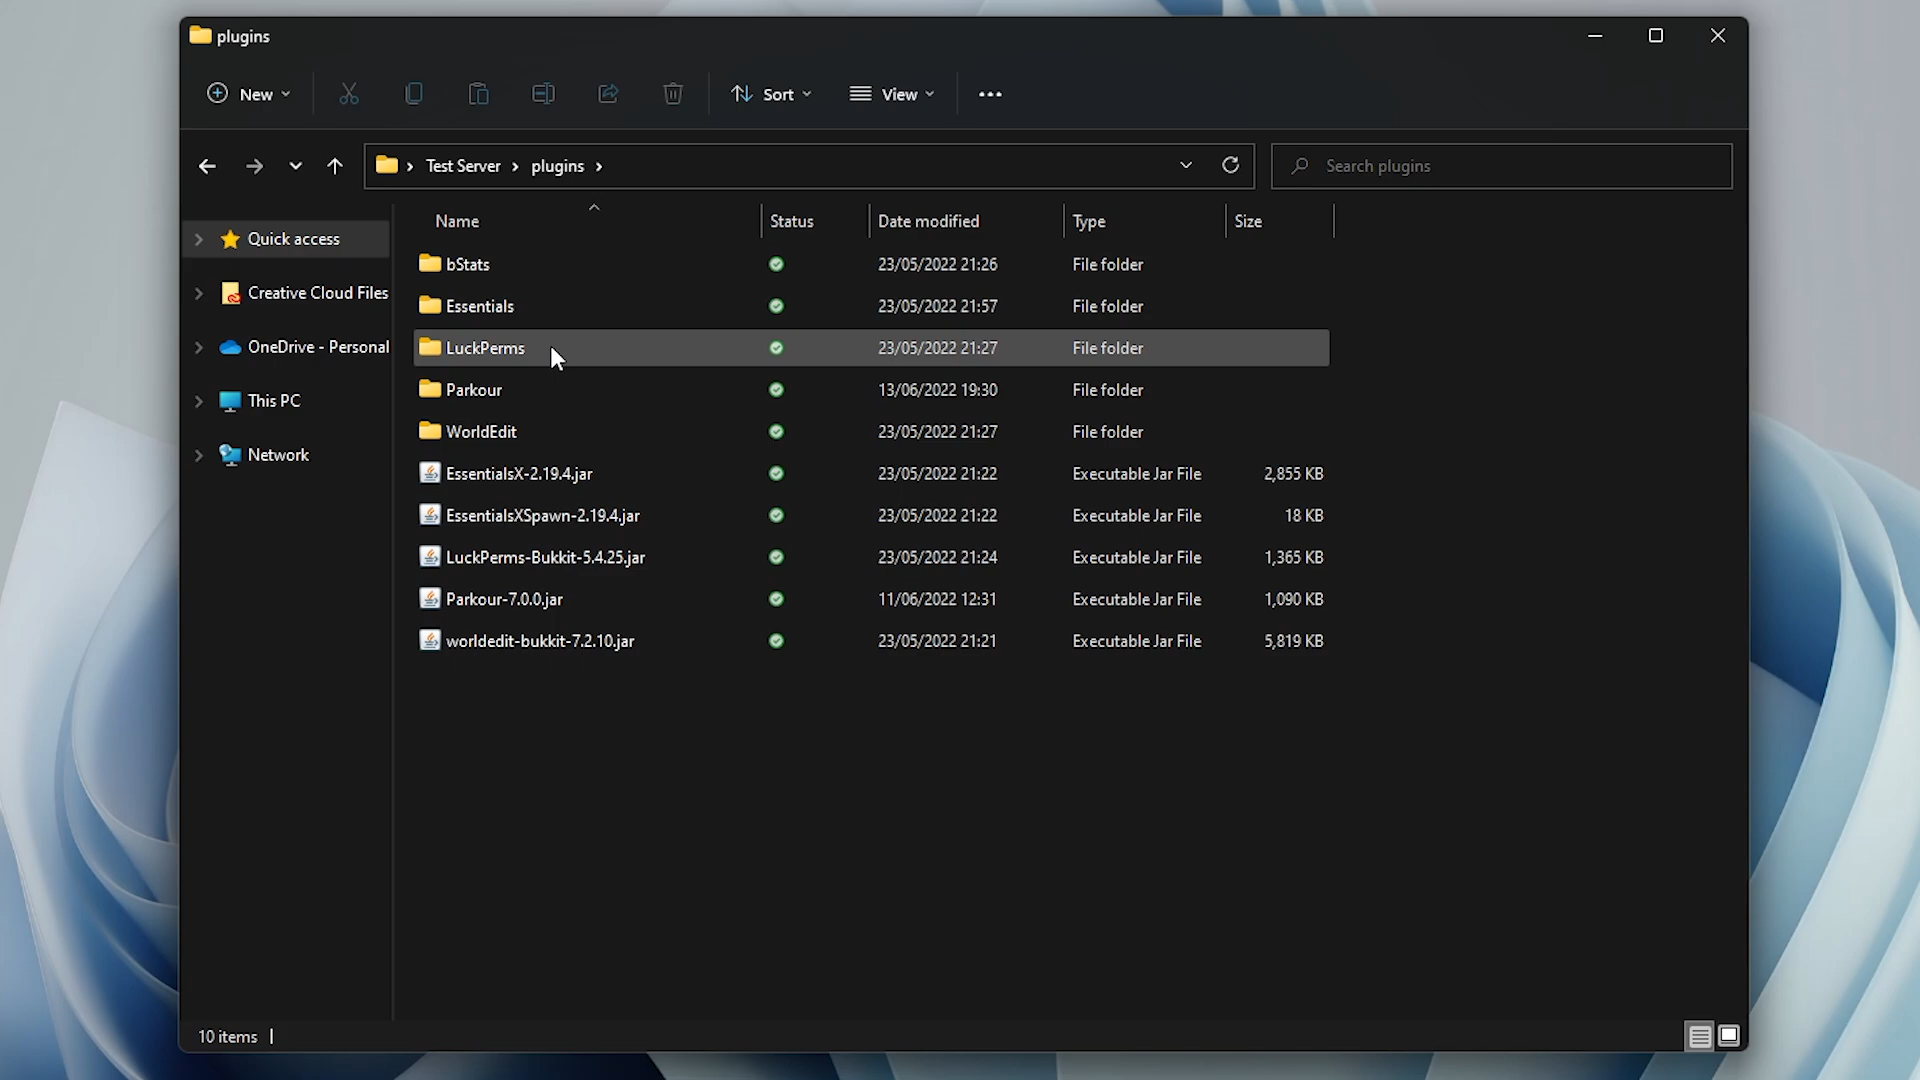 plugins
New
Sort
View
Test Server
plugins
Search plugins
Name
Status
Date modified
Type
Size
Quick access
Creative Cloud Files
OneDrive - Personal
This PC
Network
bStats 23/05/2022 21:26 File folder
Essentials 23/05/2022 21:57 File folder
LuckPerms 23/05/2022 21:27 File folder
Parkour 13/06/2022 19:30 File folder
WorldEdit 23/05/2022 21:27 File folder
EssentialsX-2.19.4.jar 23/05/2022 21:22 Executable Jar File 2,855 KB
EssentialsXSpawn-2.19.4.jar 23/05/2022 21:22 Executable Jar File 18 KB
LuckPerms-Bukkit-5.4.25.jar 23/05/2022 21:24 Executable Jar File 1,365 KB
Parkour-7.0.0.jar 11/06/2022 12:31 Executable Jar File 1,090 KB
worldedit-bukkit-7.2.10.jar 23/05/2022 21:21 Executable Jar File 5,819 KB
10 items